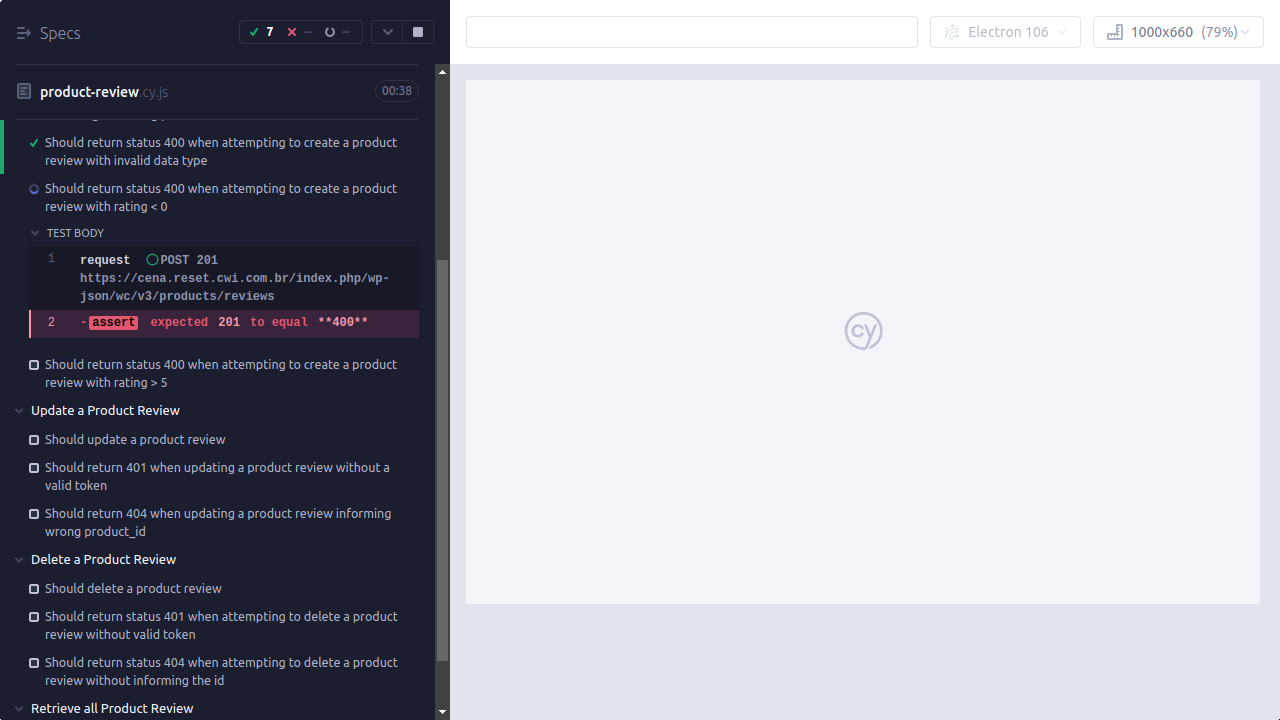 Specs
7
--
--
Electron 106
1000x660 (79%)
product-review.cy.js
00:38
Should return status 400 when attempting to create a product
review with invalid data type
Should return status 400 when attempting to create a product
review with rating < 0
TEST BODY
1 request POST 201
https://cena.reset.cwi.com.br/index.php/wp-
json/wc/v3/products/reviews
2 -assert expected 201 to equal **400**
Should return status 400 when attempting to create a product
review with rating > 5
Update a Product Review
Should update a product review
Should return 401 when updating a product review without a
valid token
Should return 404 when updating a product review informing
wrong product_id
Delete a Product Review
Should delete a product review
Should return status 401 when attempting to delete a product
review without valid token
Should return status 404 when attempting to delete a product
review without informing the id
Retrieve all Product Review
cy